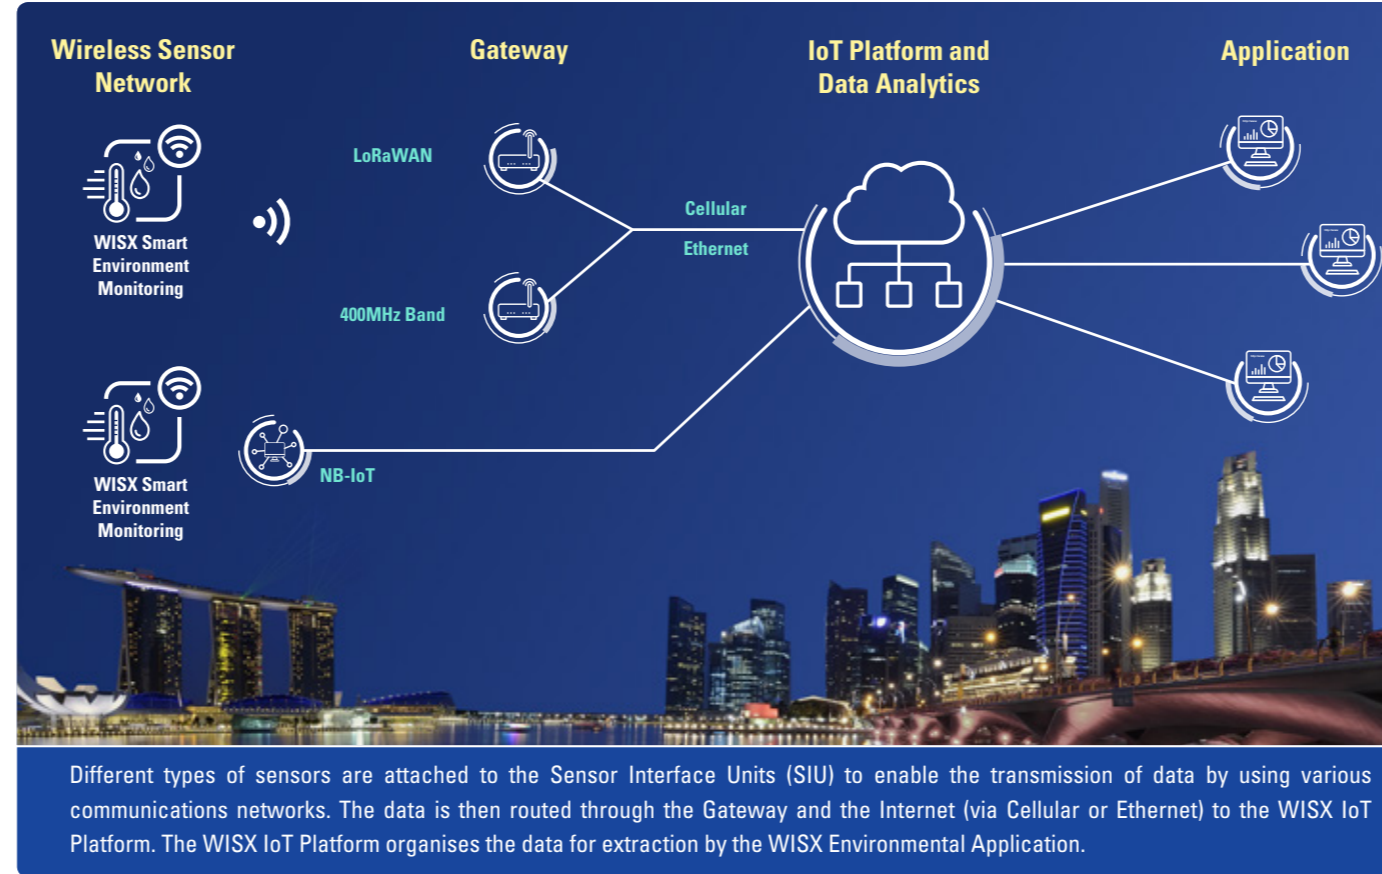 Wireless Sensor
Network
Gateway
IoT Platform and
Data Analytics
Application
LoRaWAN
WISX Smart
Environment
Monitoring
Cellular
Ethernet
400MHz Band
WISX Smart
Environment
Monitoring
NB-IoT
Different types of sensors are attached to the Sensor Interface Units (SIU) to enable the transmission of data by using various
communications networks. The data is then routed through the Gateway and the Internet (via Cellular or Ethernet) to the WISX IoT
Platform. The WISX IoT Platform organises the data for extraction by the WISX Environmental Application.